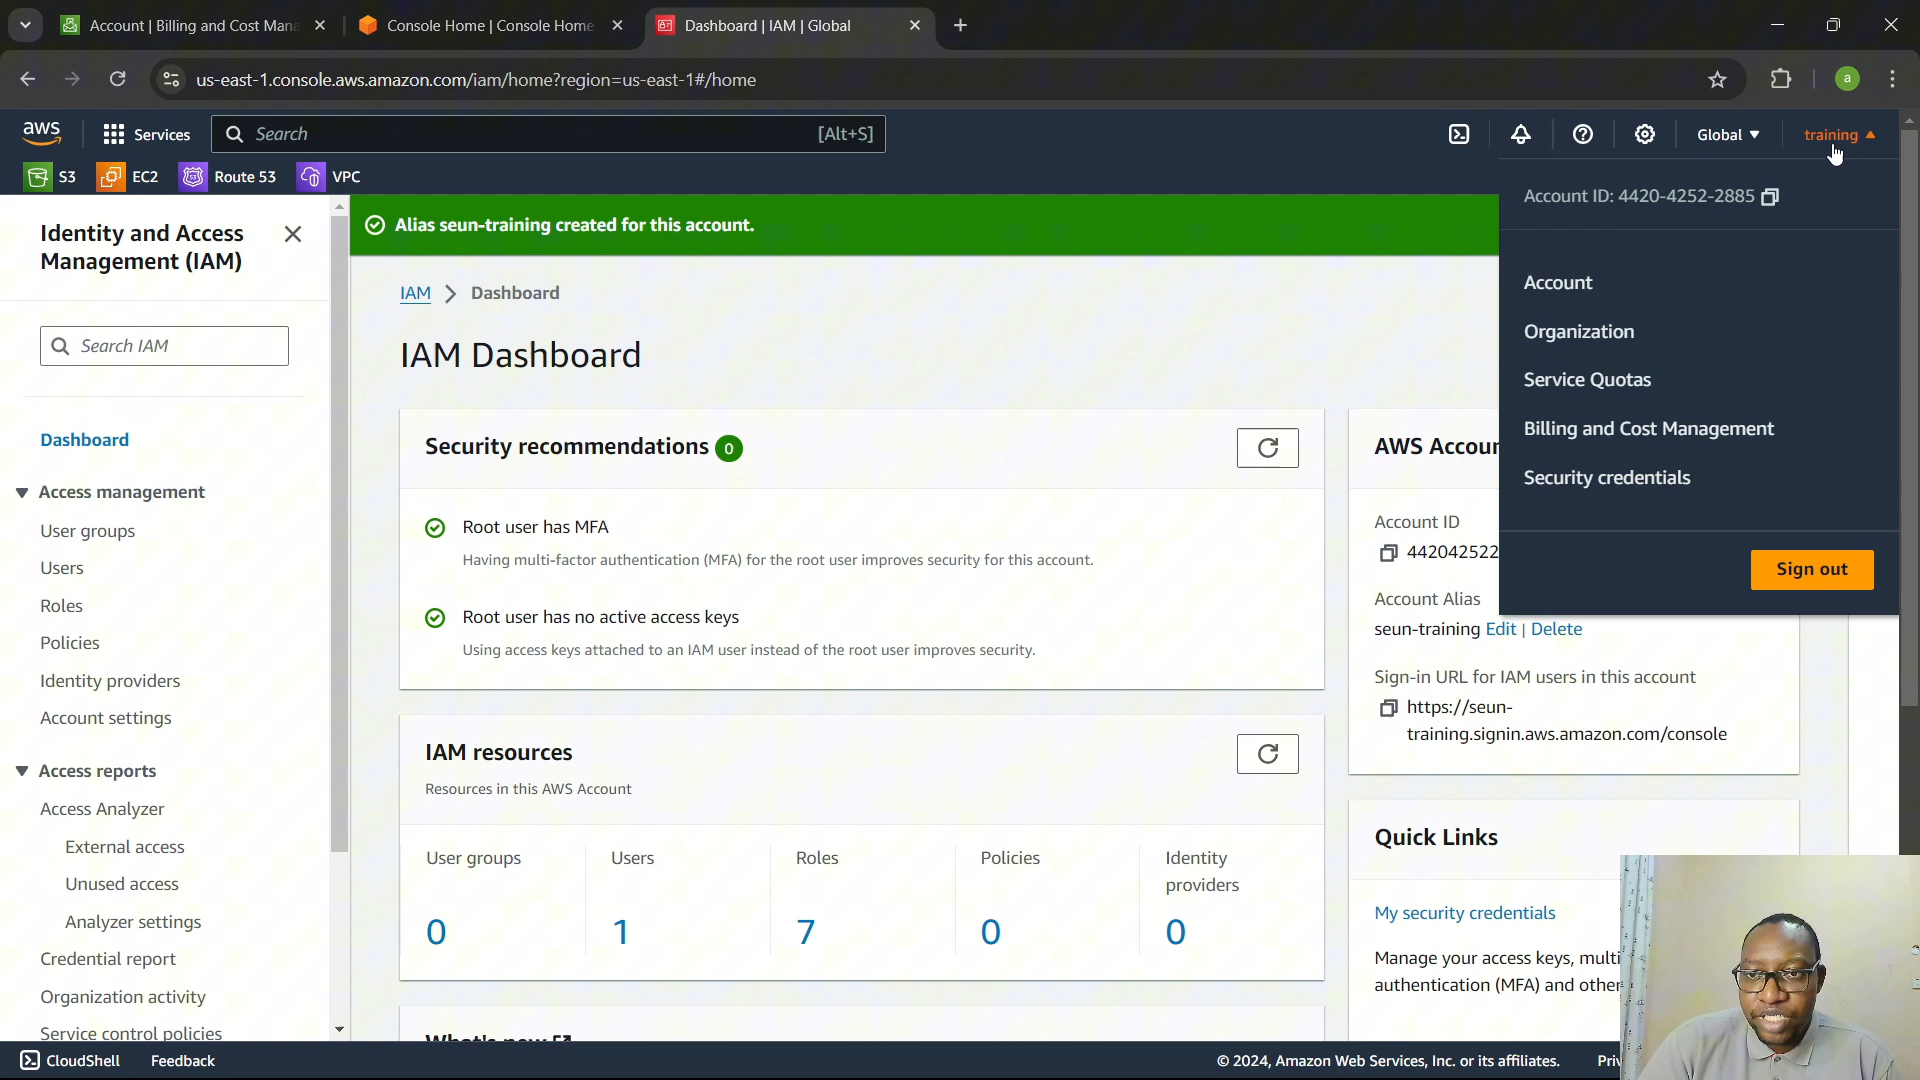 Account | Billing and Cost Mana
Console Home | Console Home
Dashboard | IAM | Global
us-east-1.console.aws.amazon.com/iam/home?region=us-east-1#/home
a
aws
Services
Search
[Alt+S]
Global
training
S3
EC2
Route 53
VPC
Identity and Access
Management (IAM)
Search IAM
Dashboard
Access management
User groups
Users
Roles
Policies
Identity providers
Account settings
Access reports
Access Analyzer
External access
Unused access
Analyzer settings
Credential report
Organization activity
Service control policies
Alias seun-training created for this account.
IAM
Dashboard
IAM Dashboard
Security recommendations 0
Root user has MFA
Having multi-factor authentication (MFA) for the root user improves security for this account.
Root user has no active access keys
Using access keys attached to an IAM user instead of the root user improves security.
IAM resources
Resources in this AWS Account
User groups
Users
Roles
Policies
Identity
providers
0
1
7
0
0
What's new
Account ID: 4420-4252-2885
Account
Organization
Service Quotas
Billing and Cost Management
Security credentials
Sign out
AWS Accoun
Account ID
442042522
Account Alias
seun-training Edit | Delete
Sign-in URL for IAM users in this account
https://seun-
training.signin.aws.amazon.com/console
Quick Links
My security credentials
Manage your access keys, multi
authentication (MFA) and other
CloudShell
Feedback
© 2024, Amazon Web Services, Inc. or its affiliates.
Pri